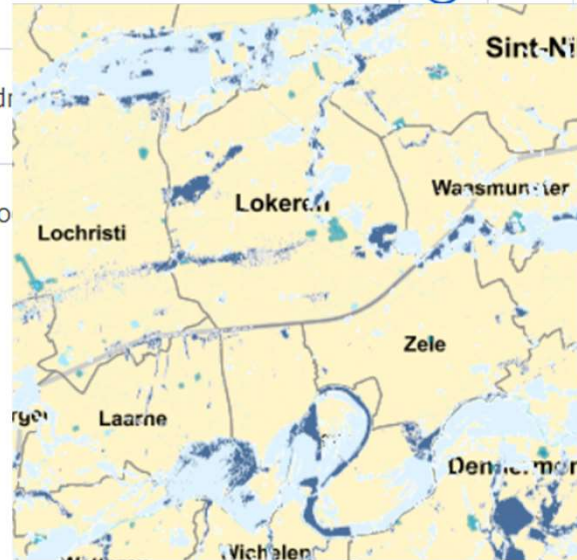 Sint-Ni
Waasmunster
Lokeren
Lochristi
Zele
Laarne
Wichelen